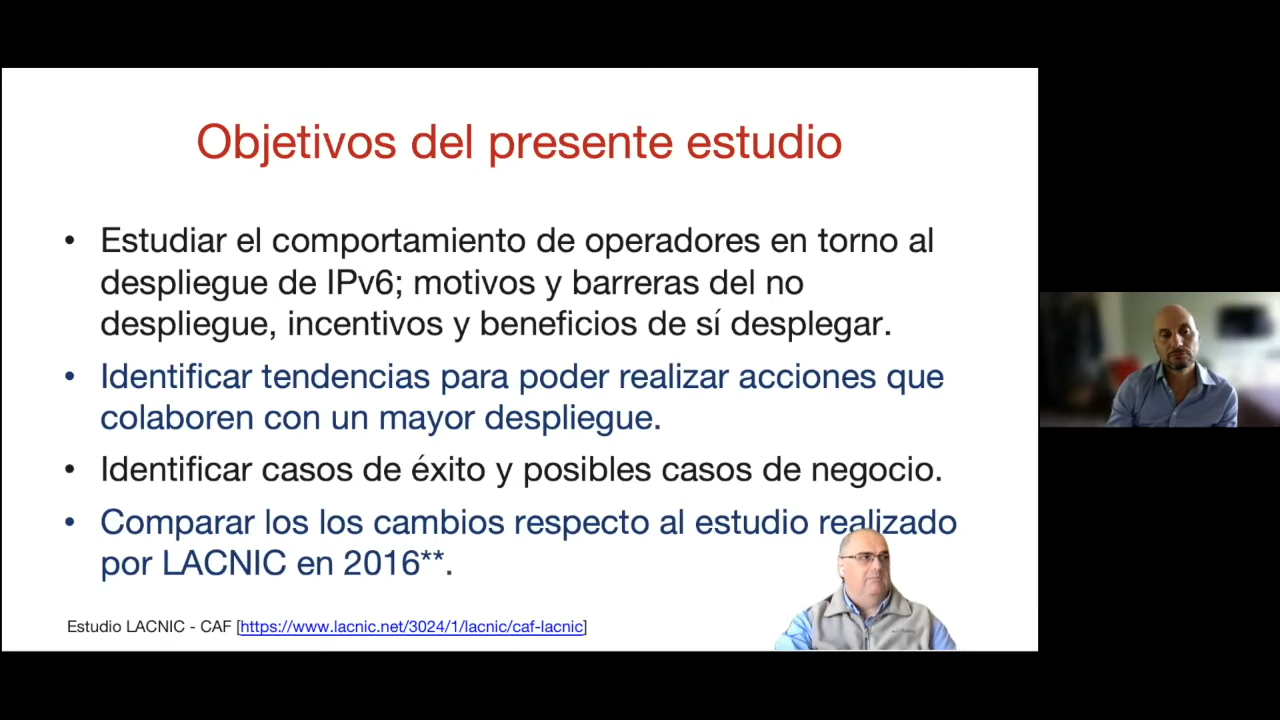 Objetivos del presente estudio
• Estudiar el comportamiento de operadores en torno al
despliegue de IPv6; motivos y barreras del no
despliegue, incentivos y beneficios de sí desplegar.
• Identificar tendencias para poder realizar acciones que
colaboren con un mayor despliegue.
• Identificar casos de éxito y posibles casos de negocio.
• Comparar los los cambios respecto al estudio realizado
por LACNIC en 2016**.
Estudio LACNIC - CAF [https://www.lacnic.net/3024/1/lacnic/caf-lacnic]